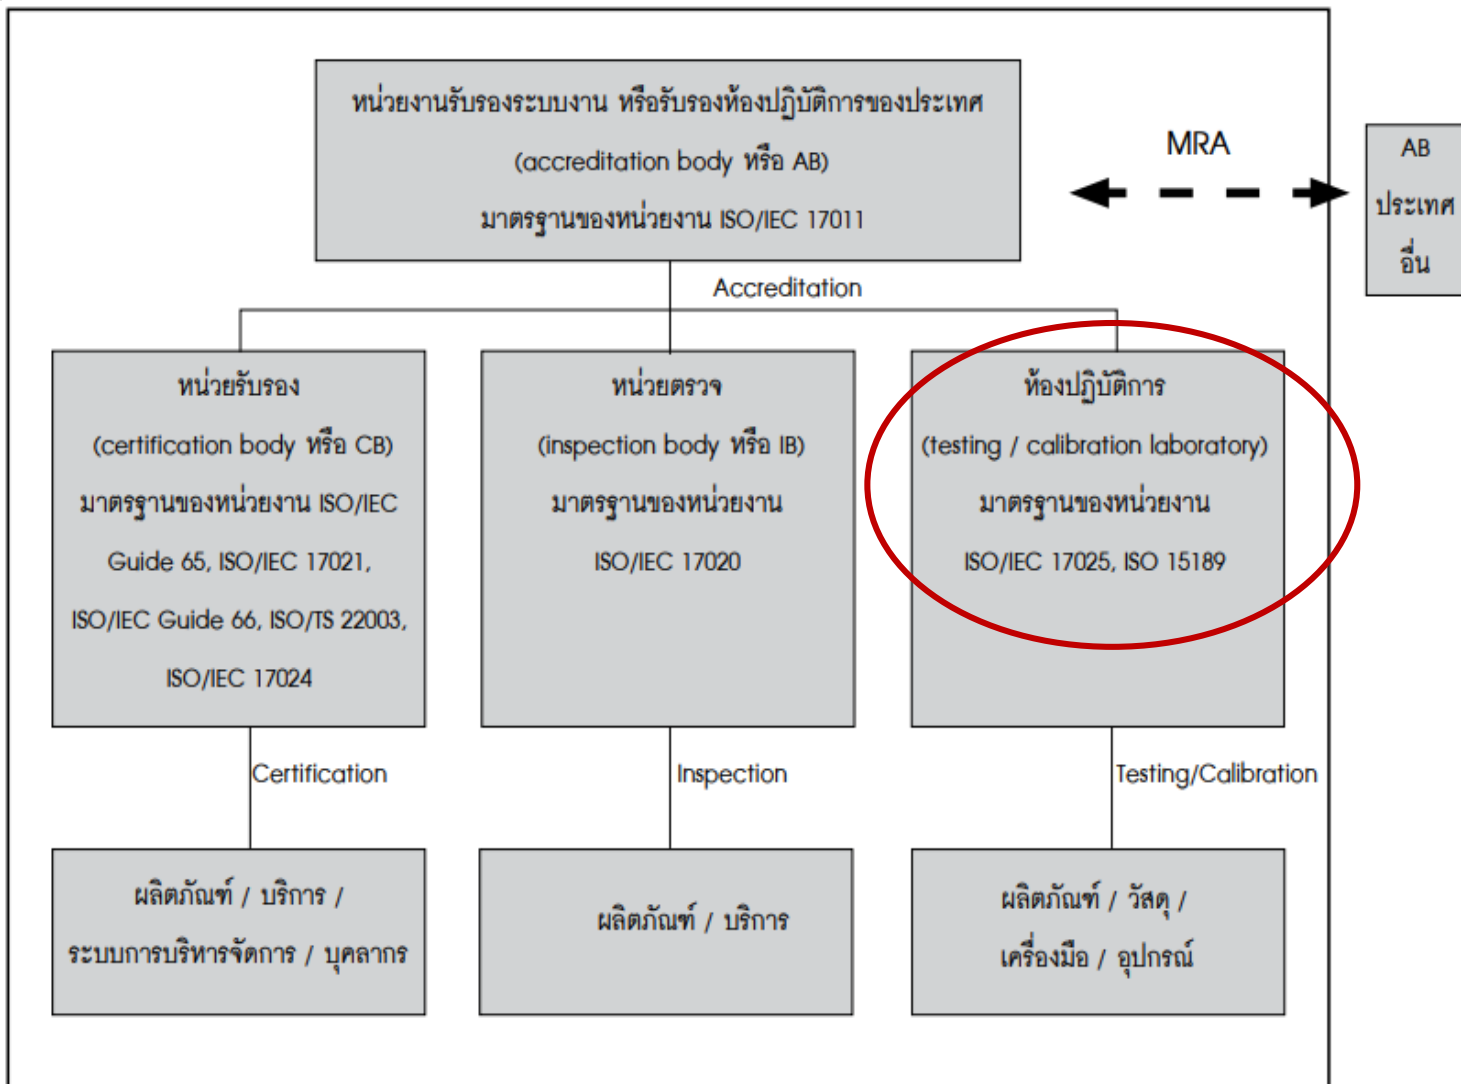 หน่วยงานรับรองระบบงาน หรือรับรองห้องปฏิบัติการของประเทศ
(accreditation body หรือ AB)
มาตรฐานของหน่วยงาน ISO/IEC 17011
MRA
AB
ประเทศ
อื่น
Accreditation
หน่วยรับรอง
(certification body หรือ CB)
มาตรฐานของหน่วยงาน ISO/IEC
Guide 65, ISO/IEC 17021,
ISO/IEC Guide 66, ISO/TS 22003,
ISO/IEC 17024
หน่วยตรวจ
(inspection body หรือ IB)
มาตรฐานของหน่วยงาน
ISO/IEC 17020
ห้องปฏิบัติการ
(testing / calibration laboratory)
มาตรฐานของหน่วยงาน
ISO/IEC 17025, ISO 15189
Certification
Inspection
Testing/Calibration
ผลิตภัณฑ์ / บริการ /
ระบบการบริหารจัดการ / บุคลากร
ผลิตภัณฑ์ / บริการ
ผลิตภัณฑ์ / วัสดุ /
เครื่องมือ / อุปกรณ์